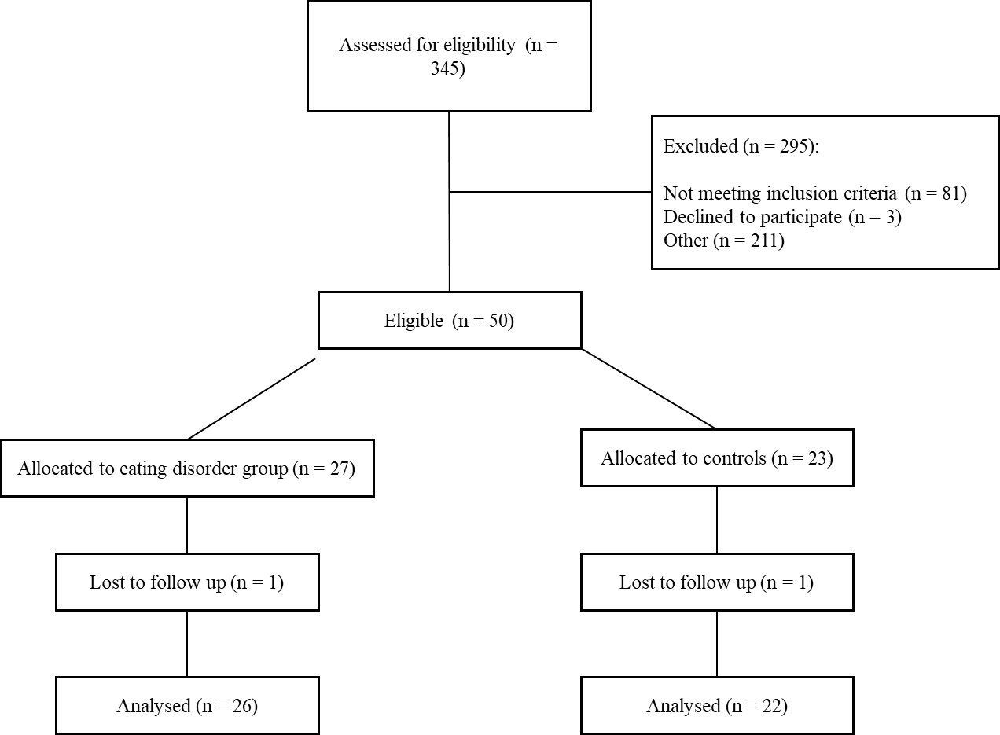 Assessed for eligibility (n =
345)
Excluded (n = 295):
Not meeting inclusion criteria (n = 81)
Declined to participate (n = 3)
Other (n = 211)
Eligible (n = 50)
Allocated to eating disorder group (n = 27)
Allocated to controls (n = 23)
Lost to follow up (n = 1)
Lost to follow up (n = 1)
Analysed (n = 26)
Analysed (n = 22)